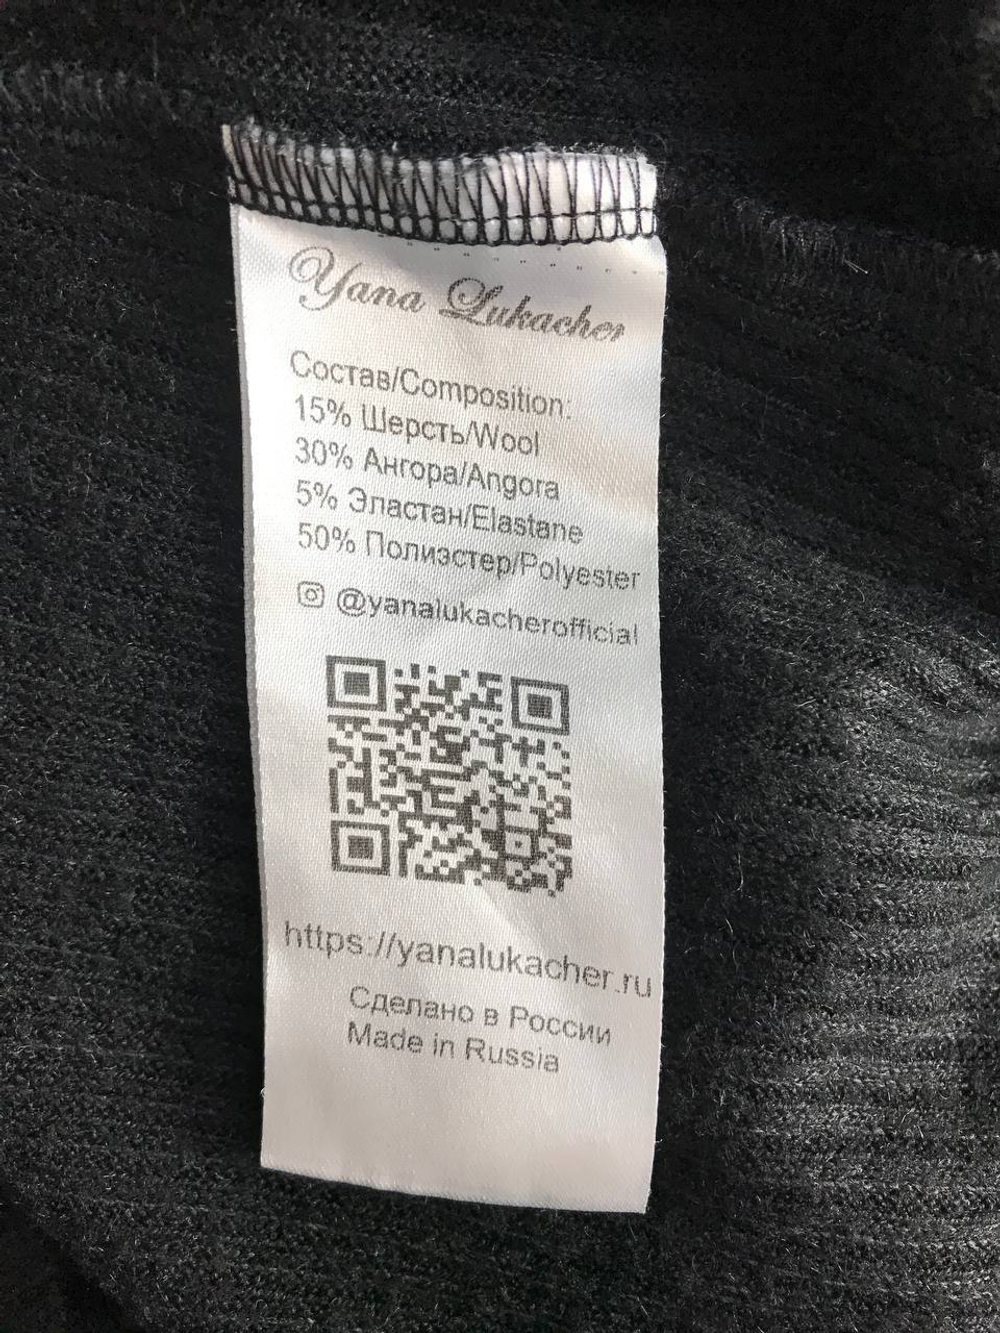 Yana Lukacher
Состав/Composition:
15% Шерсть/Wool
30% Ангора/Angora
5% Эластан/Elastane
50% Полиэстер/Polyester
@yanalukacherofficial
https://yanalukacher.ru
Сделано в России
Made in Russia